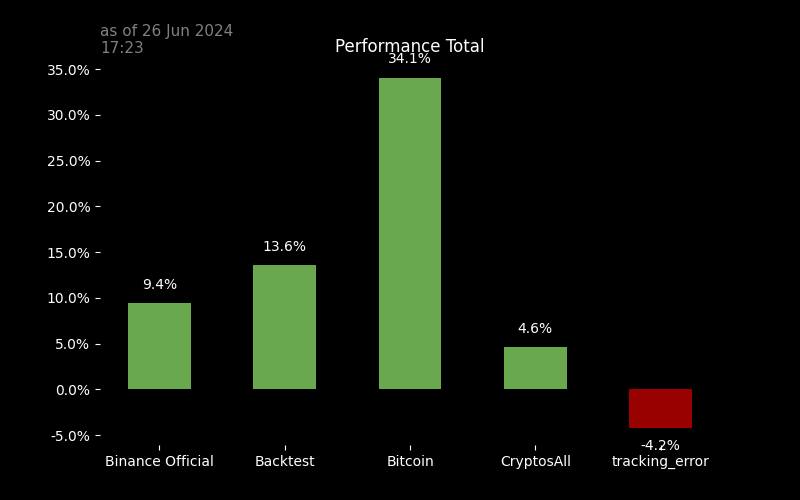 as of 26 Jun 2024
17:23
Performance Total
34.1%
35.0%
30.0%
25.0%
20.0%
15.0%
10.0%
5.0%
0.0%
-5.0%
9.4%
13.6%
4.6%
-4.2%
Binance Official
Backtest
Bitcoin
CryptosAll
tracking_error